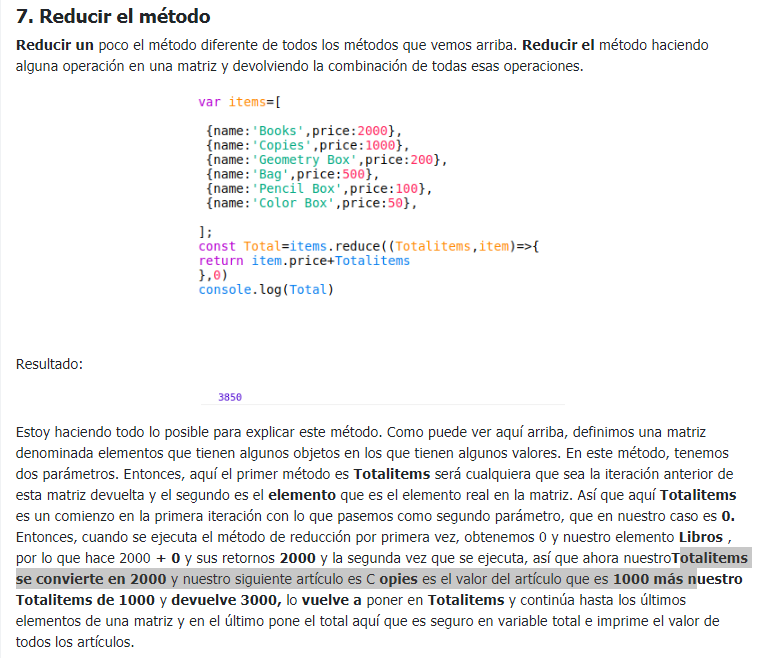 7. Reducir el método
Reducir un poco el método diferente de todos los métodos que vemos arriba. Reducir el método haciendo
alguna operación en una matriz y devolviendo la combinación de todas esas operaciones.
var items=[
{name:'Books',price:2000},
{name:'Copies',price:1000},
{name:'Geometry Box',price:200},
{name:'Bag',price:500},
{name:'Pencil Box',price:100},
{name:'Color Box',price:50},
];
const Total=items.reduce((Totalitems,item)=>{
return item.price+Totalitems
},0)
console.log(Total)
Resultado:
3850
Estoy haciendo todo lo posible para explicar este método. Como puede ver aquí arriba, definimos una matriz
denominada elementos que tienen algunos objetos en los que tienen algunos valores. En este método, tenemos
dos parámetros. Entonces, aquí el primer método es Totalitems será cualquiera que sea la iteración anterior de
esta matriz devuelta y el segundo es el elemento que es el elemento real en la matriz. Así que aquí Totalitems
es un comienzo en la primera iteración con lo que pasemos como segundo parámetro, que en nuestro caso es 0.
Entonces, cuando se ejecuta el método de reducción por primera vez, obtenemos 0 y nuestro elemento Libros ,
por lo que hace 2000 + 0 y sus retornos 2000 y la segunda vez que se ejecuta, así que ahora nuestroTotalitems
se convierte en 2000 y nuestro siguiente artículo es C opies es el valor del artículo que es 1000 más nuestro
Totalitems de 1000 y devuelve 3000, lo vuelve a poner en Totalitems y continúa hasta los últimos
elementos de una matriz y en el último pone el total aquí que es seguro en variable total e imprime el valor de
todos los artículos.